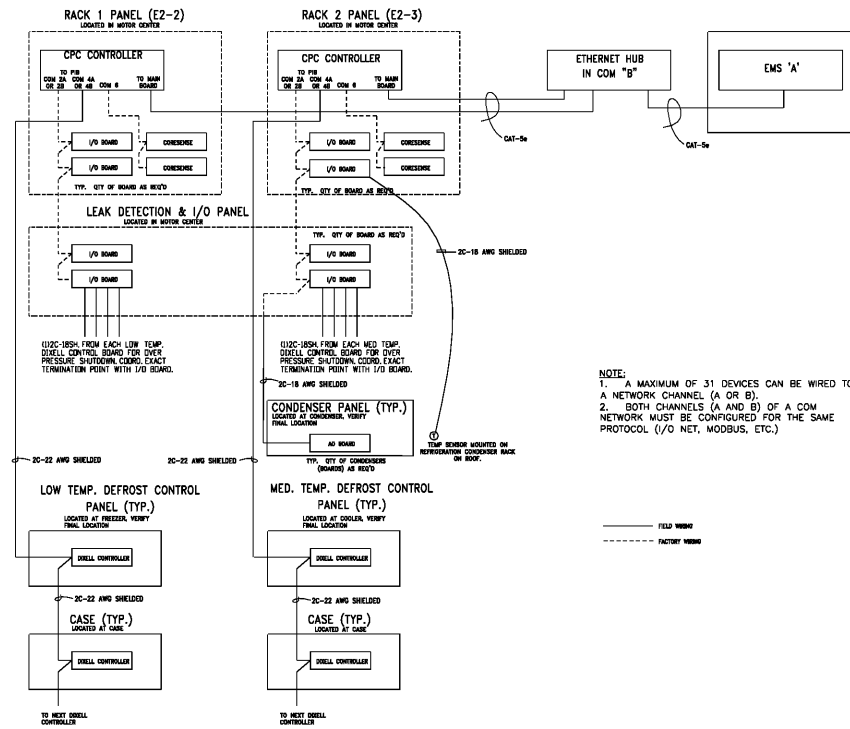 RACK 1 PANEL (E2-2)
LOCATED IN MOTOR CENTER
CPC CONTROLLER
TO PIB
COM 2A COM 4A
OR 2B OR 4B
COM 6
TO MAIN
BOARD
I/O BOARD
CORESENSE
I/O BOARD
CORESENSE
TYP. QTY OF BOARD AS REQ'D
RACK 2 PANEL (E2-3)
LOCATED IN MOTOR CENTER
CPC CONTROLLER
TO PIB
COM 2A COM 4A
OR 2B OR 4B
COM 6
TO MAIN
BOARD
I/O BOARD
CORESENSE
I/O BOARD
CORESENSE
TYP. QTY OF BOARD AS REQ'D
ETHERNET HUB
IN COM "B"
EMS 'A'
CAT-5e
CAT-5e
LEAK DETECTION & I/O PANEL
LOCATED IN MOTOR CENTER
TYP. QTY OF BOARD AS REQ'D
I/O BOARD
I/O BOARD
I/O BOARD
I/O BOARD
2C-18 AWG SHIELDED
(1)2C-18SH. FROM EACH LOW TEMP.
DIXELL CONTROL BOARD FOR OVER
PRESSURE SHUTDOWN. COORD. EXACT
TERMINATION POINT WITH I/O BOARD.
(1)2C-18SH. FROM EACH MED TEMP.
DIXELL CONTROL BOARD FOR OVER
PRESSURE SHUTDOWN. COORD. EXACT
TERMINATION POINT WITH I/O BOARD.
2C-18 AWG SHIELDED
CONDENSER PANEL (TYP.)
LOCATED AT CONDENSER, VERIFY
FINAL LOCATION
AO BOARD
TYP. QTY OF CONDENSERS
(BOARDS) AS REQ'D
T
TEMP SENSOR MOUNTED ON
REFRIGERATION CONDENSER RACK
ON ROOF.
NOTE:
1. A MAXIMUM OF 31 DEVICES CAN BE WIRED TO
A NETWORK CHANNEL (A OR B).
2. BOTH CHANNELS (A AND B) OF A COM
NETWORK MUST BE CONFIGURED FOR THE SAME
PROTOCOL (I/O NET, MODBUS, ETC.)
2C-22 AWG SHIELDED
2C-22 AWG SHIELDED
LOW TEMP. DEFROST CONTROL
PANEL (TYP.)
LOCATED AT FREEZER, VERIFY
FINAL LOCATION
DIXELL CONTROLLER
2C-22 AWG SHIELDED
CASE (TYP.)
LOCATED AT CASE
DIXELL CONTROLLER
TO NEXT DIXELL
CONTROLLER
MED. TEMP. DEFROST CONTROL
PANEL (TYP.)
LOCATED AT COOLER, VERIFY
FINAL LOCATION
DIXELL CONTROLLER
2C-22 AWG SHIELDED
CASE (TYP.)
LOCATED AT CASE
DIXELL CONTROLLER
TO NEXT DIXELL
CONTROLLER
FIELD WIRING
FACTORY WIRING